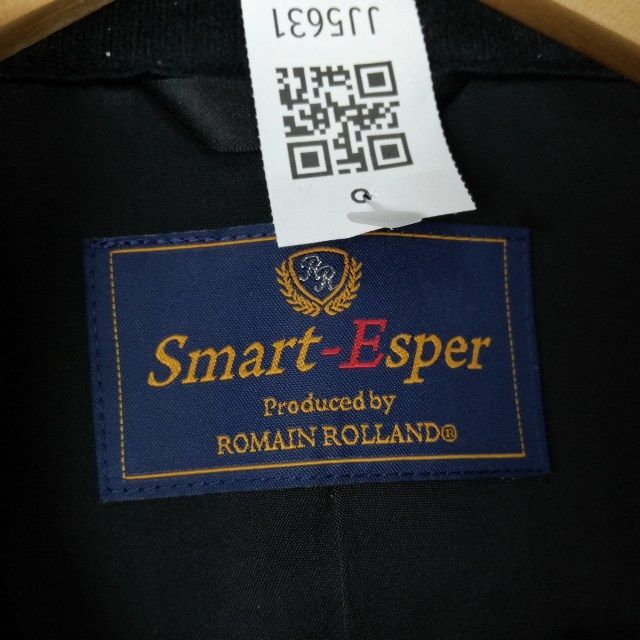 JJ5631
RR
Smart-Esper
Produced by
ROMAIN ROLLAND®